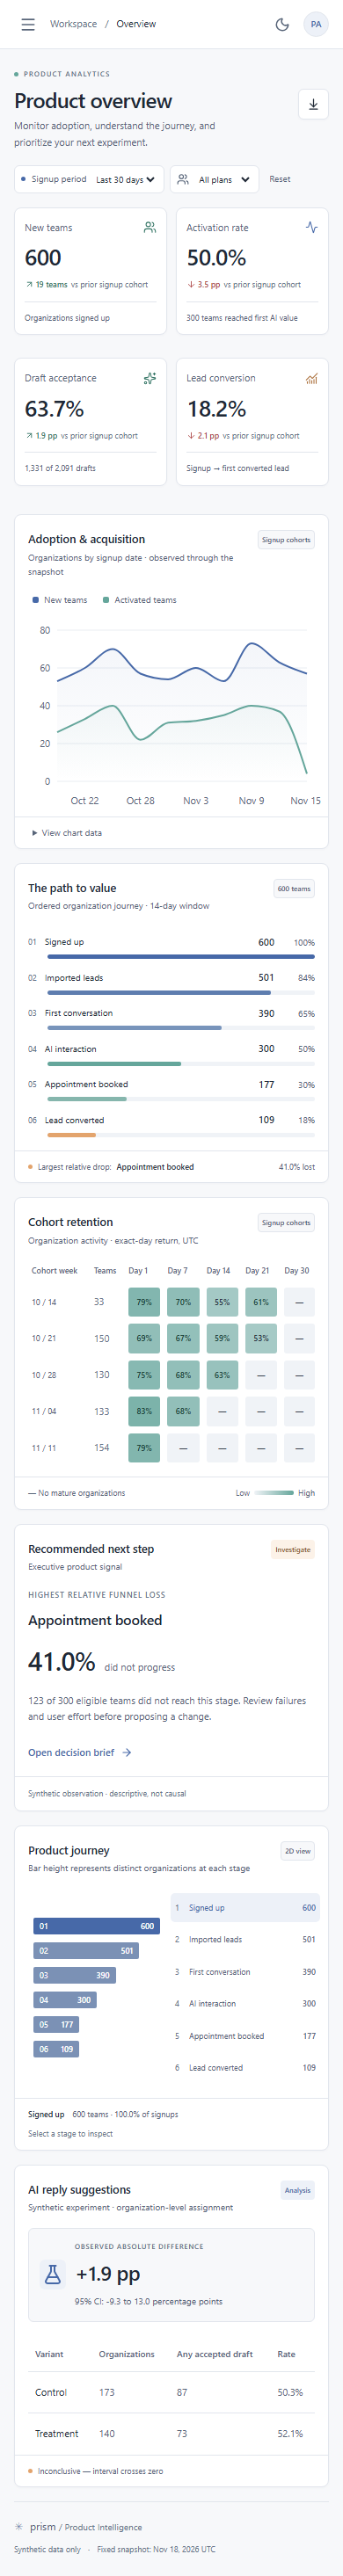 Workspace / Overview PA
PRODUCT ANALYTICS
Product overview
Monitor adoption, understand the journey, and
prioritize your next experiment.
Signup period Last 30 days All plans Reset
New teams
600
19 teams vs prior signup cohort
Organizations signed up
Activation rate
50.0%
3.5 pp vs prior signup cohort
300 teams reached first AI value
Draft acceptance
63.7%
1.9 pp vs prior signup cohort
1,331 of 2,091 drafts
Lead conversion
18.2%
2.1 pp vs prior signup cohort
Signup → first converted lead
Adoption & acquisition Signup cohorts
Organizations by signup date · observed through the
snapshot
New teams Activated teams
80
60
40
20
0
Oct 22 Oct 28 Nov 3 Nov 9 Nov 15
View chart data
The path to value 600 teams
Ordered organization journey · 14-day window
01 Signed up 600 100%
02 Imported leads 501 84%
03 First conversation 390 65%
04 AI interaction 300 50%
05 Appointment booked 177 30%
06 Lead converted 109 18%
Largest relative drop: Appointment booked 41.0% lost
Cohort retention Signup cohorts
Organization activity · exact-day return, UTC
Cohort week Teams Day 1 Day 7 Day 14 Day 21 Day 30
10 / 14 33 79% 70% 55% 61% —
10 / 21 150 69% 67% 59% 53% —
10 / 28 130 75% 68% 63% — —
11 / 04 133 83% 68% — — —
11 / 11 154 79% — — — —
— No mature organizations Low High
Recommended next step Investigate
Executive product signal
HIGHEST RELATIVE FUNNEL LOSS
Appointment booked
41.0% did not progress
123 of 300 eligible teams did not reach this stage. Review failures
and user effort before proposing a change.
Open decision brief →
Synthetic observation · descriptive, not causal
Product journey 2D view
Bar height represents distinct organizations at each stage
01 600
02 501
03 390
04 300
05 177
06 109
1 Signed up 600
2 Imported leads 501
3 First conversation 390
4 AI interaction 300
5 Appointment booked 177
6 Lead converted 109
Signed up 600 teams · 100.0% of signups
Select a stage to inspect
AI reply suggestions Analysis
Synthetic experiment · organization-level assignment
OBSERVED ABSOLUTE DIFFERENCE
+1.9 pp
95% CI: -9.3 to 13.0 percentage points
Variant Organizations Any accepted draft Rate
Control 173 87 50.3%
Treatment 140 73 52.1%
Inconclusive — interval crosses zero
prism / Product Intelligence
Synthetic data only · Fixed snapshot: Nov 18, 2026 UTC